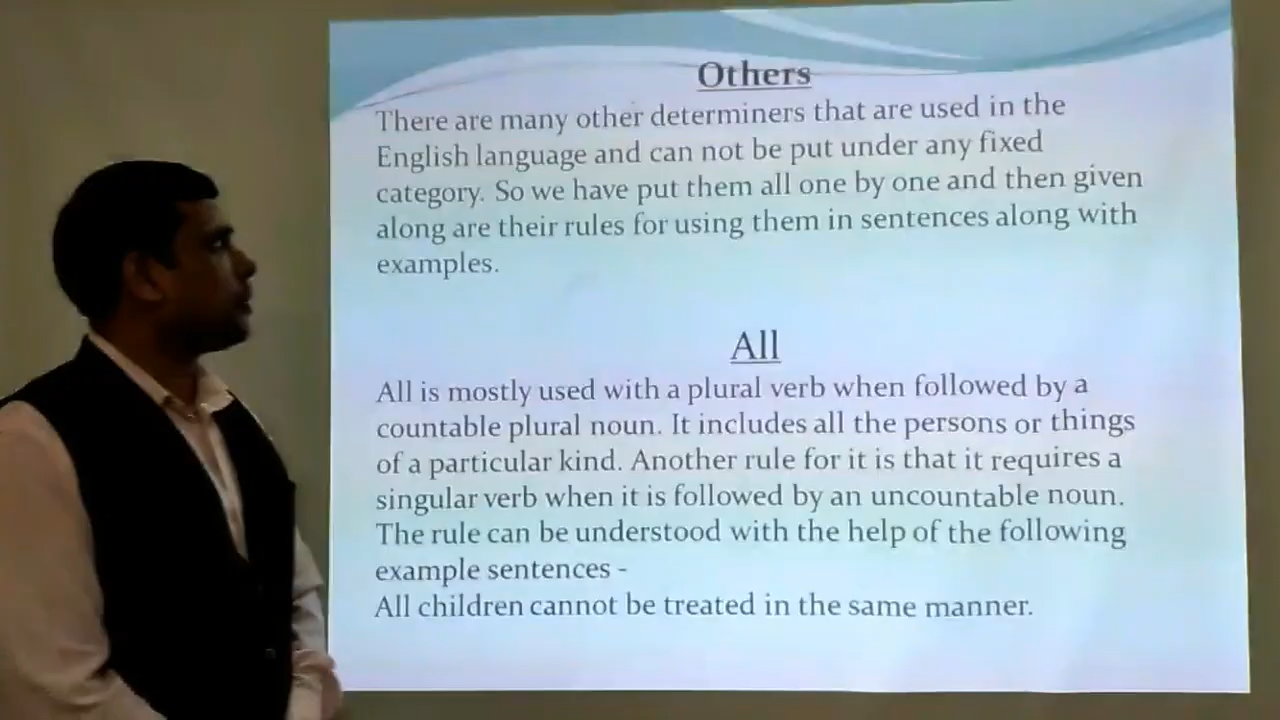 Others
There are many other determiners that are used in the
English language and can not be put under any fixed
category. So we have put them all one by one and then given
along are their rules for using them in sentences along with
examples.
All
All is mostly used with a plural verb when followed by a
countable plural noun. It includes all the persons or things
of a particular kind. Another rule for it is that it requires a
singular verb when it is followed by an uncountable noun.
The rule can be understood with the help of the following
example sentences -
All children cannot be treated in the same manner.